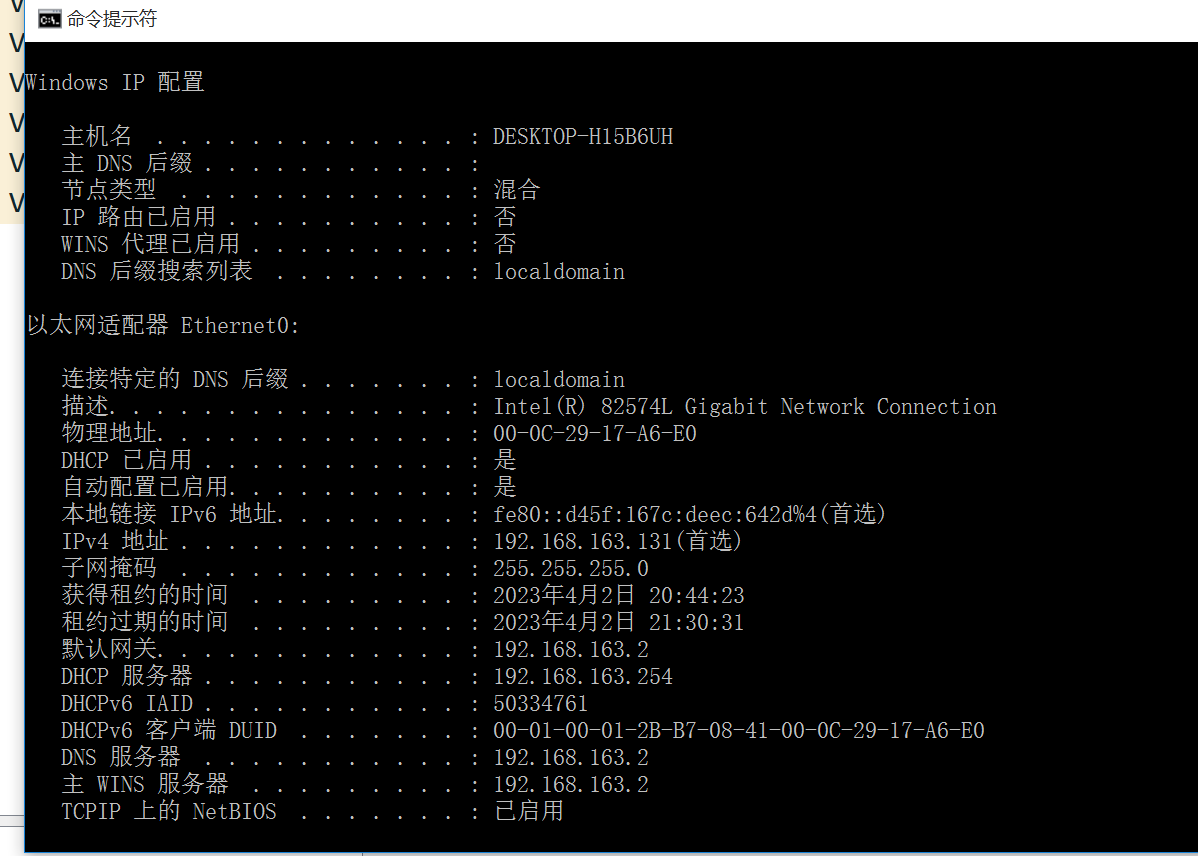 命令提示符
Windows IP 配置
主机名 . . . . . . . . . . . . . : DESKTOP-H15B6UH
主 DNS 后缀 . . . . . . . . . . . :
节点类型 . . . . . . . . . . . . : 混合
IP 路由已启用 . . . . . . . . . . : 否
WINS 代理已启用 . . . . . . . . . : 否
DNS 后缀搜索列表 . . . . . . . . : localdomain
以太网适配器 Ethernet0:
连接特定的 DNS 后缀 . . . . . . . : localdomain
描述. . . . . . . . . . . . . . . : Intel(R) 82574L Gigabit Network Connection
物理地址. . . . . . . . . . . . . : 00-0C-29-17-A6-E0
DHCP 已启用 . . . . . . . . . . . : 是
自动配置已启用. . . . . . . . . . : 是
本地链接 IPv6 地址. . . . . . . . : fe80::d45f:167c:deec:642d%4(首选)
IPv4 地址 . . . . . . . . . . . . : 192.168.163.131(首选)
子网掩码 . . . . . . . . . . . . : 255.255.255.0
获得租约的时间 . . . . . . . . . : 2023年4月2日 20:44:23
租约过期的时间 . . . . . . . . . : 2023年4月2日 21:30:31
默认网关. . . . . . . . . . . . . : 192.168.163.2
DHCP 服务器 . . . . . . . . . . . : 192.168.163.254
DHCPv6 IAID . . . . . . . . . . . : 50334761
DHCPv6 客户端 DUID . . . . . . . : 00-01-00-01-2B-B7-08-41-00-0C-29-17-A6-E0
DNS 服务器 . . . . . . . . . . . : 192.168.163.2
主 WINS 服务器 . . . . . . . . . : 192.168.163.2
TCPIP 上的 NetBIOS . . . . . . . : 已启用